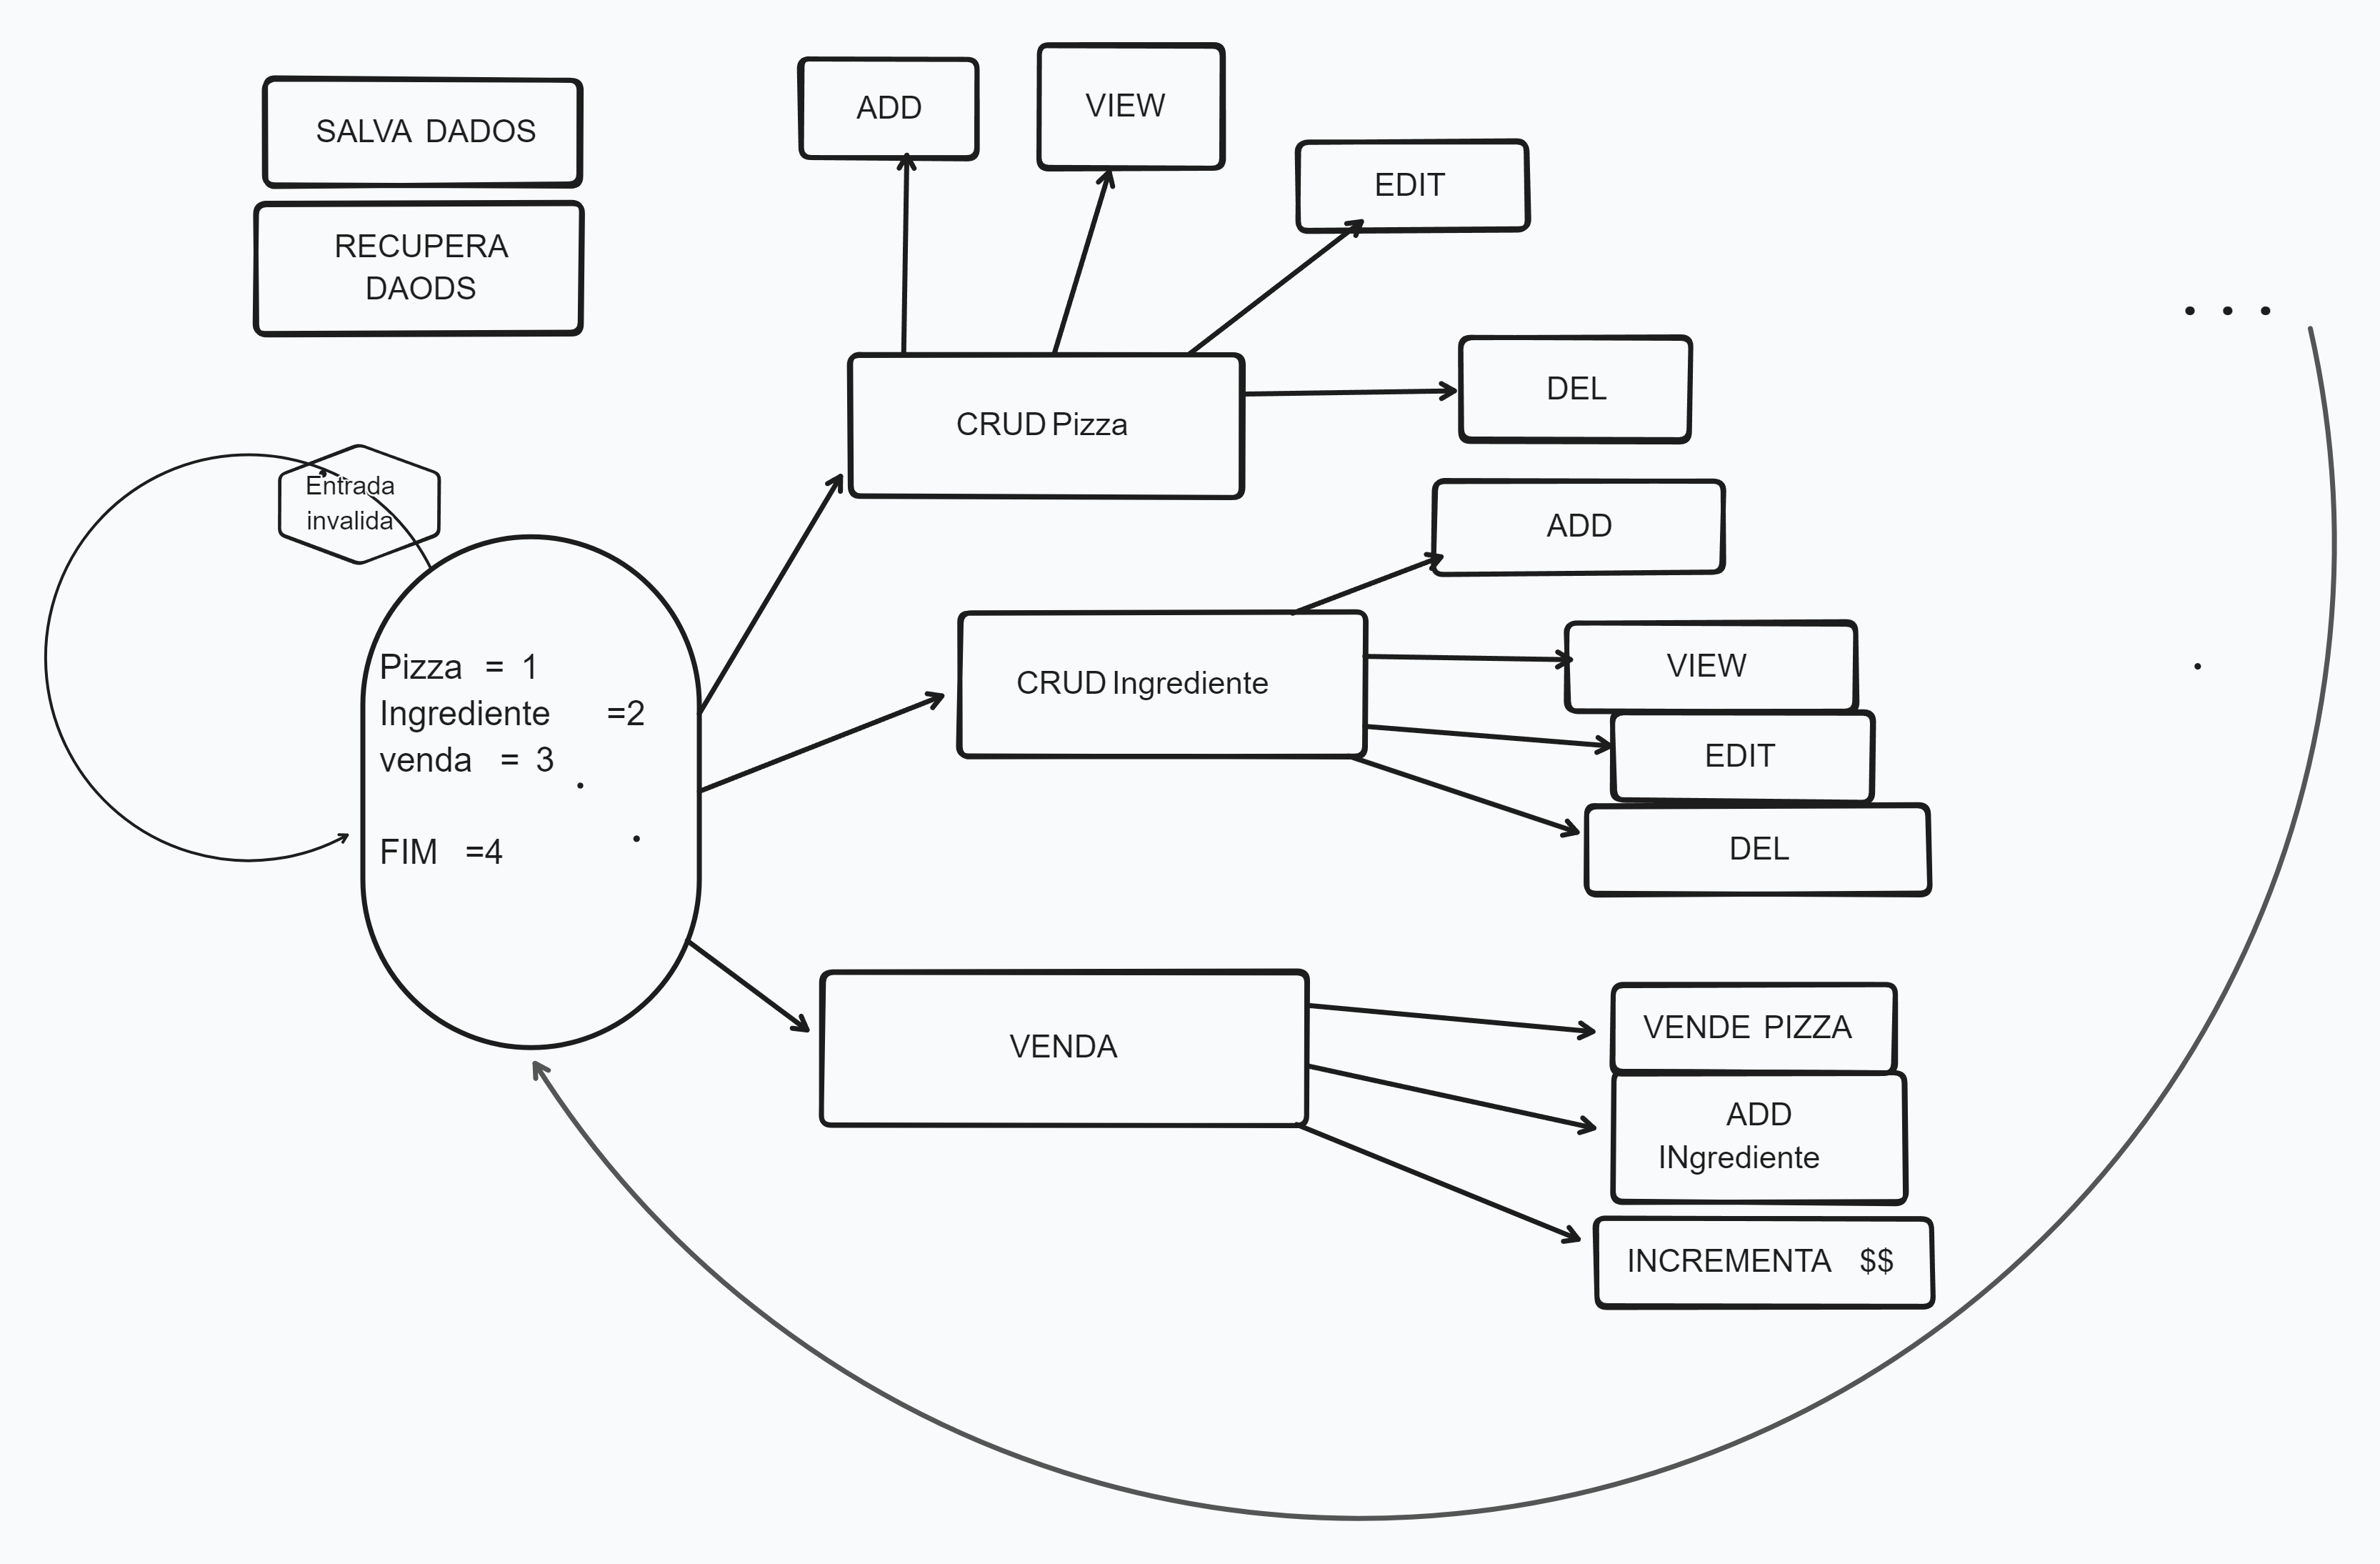 SALVA DADOS
RECUPERA
DAODS
ADD
VIEW
EDIT
. . .
CRUD Pizza
DEL
Entrada
invalida
ADD
Pizza = 1
Ingrediente =2
venda = 3
FIM =4
CRUD Ingrediente
VIEW
EDIT
DEL
VENDA
VENDE PIZZA
ADD
INgrediente
INCREMENTA $$